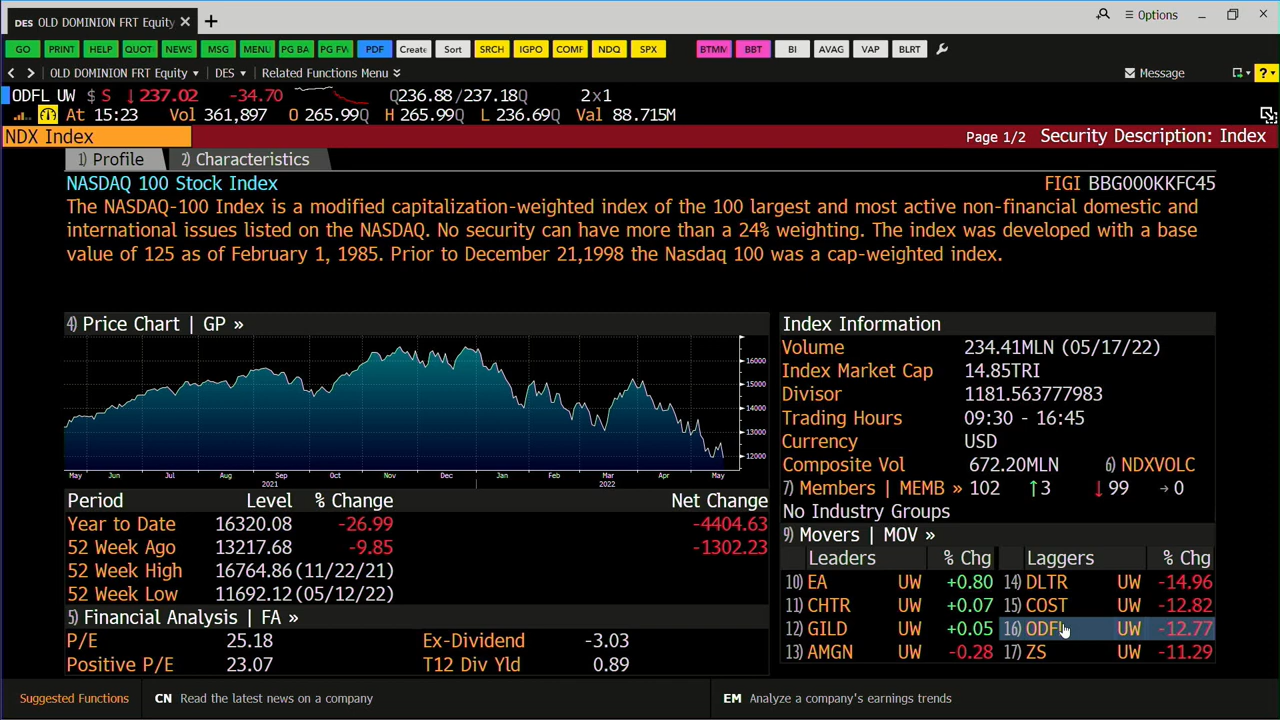 DES OLD DOMINION FRT Equity × +
Options
GO PRINT HELP QUOT NEWS MSG MENU PG BA PG FW PDF Create Sort SRCH IGPO COMF NDQ SPX BTMM BBT BI AVAG VAP BLRT
< > OLD DOMINION FRT Equity DES Related Functions Menu Message ?
ODFL UW $ S ↓237.02 -34.70 Q236.88/237.18Q 2×1
At 15:23 Vol 361,897 O 265.99Q H 265.99Q L 236.69Q Val 88.715M
NDX Index Page 1/2 Security Description: Index
1) Profile 2) Characteristics
NASDAQ 100 Stock Index FIGI BBG000KKFC45
The NASDAQ-100 Index is a modified capitalization-weighted index of the 100 largest and most active non-financial domestic and
international issues listed on the NASDAQ. No security can have more than a 24% weighting. The index was developed with a base
value of 125 as of February 1, 1985. Prior to December 21,1998 the Nasdaq 100 was a cap-weighted index.
4) Price Chart | GP »
16000
15000
14000
13000
12000
May Jun Jul Aug Sep Oct Nov Dec Jan Feb Mar Apr May
2021 2022
Period Level % Change Net Change
Year to Date 16320.08 -26.99 -4404.63
52 Week Ago 13217.68 -9.85 -1302.23
52 Week High 16764.86 (11/22/21)
52 Week Low 11692.12 (05/12/22)
5) Financial Analysis | FA »
P/E 25.18 Ex-Dividend -3.03
Positive P/E 23.07 T12 Div Yld 0.89
Index Information
Volume 234.41MLN (05/17/22)
Index Market Cap 14.85TRI
Divisor 1181.563777983
Trading Hours 09:30 - 16:45
Currency USD
Composite Vol 672.20MLN 6) NDXVOLC
7) Members | MEMB » 102 ↑3 ↓99 →0
No Industry Groups
9) Movers | MOV »
Leaders % Chg Laggers % Chg
10) EA UW +0.80 14) DLTR UW -14.96
11) CHTR UW +0.07 15) COST UW -12.82
12) GILD UW +0.05 16) ODFL UW -12.77
13) AMGN UW -0.28 17) ZS UW -11.29
Suggested Functions CN Read the latest news on a company EM Analyze a company's earnings trends